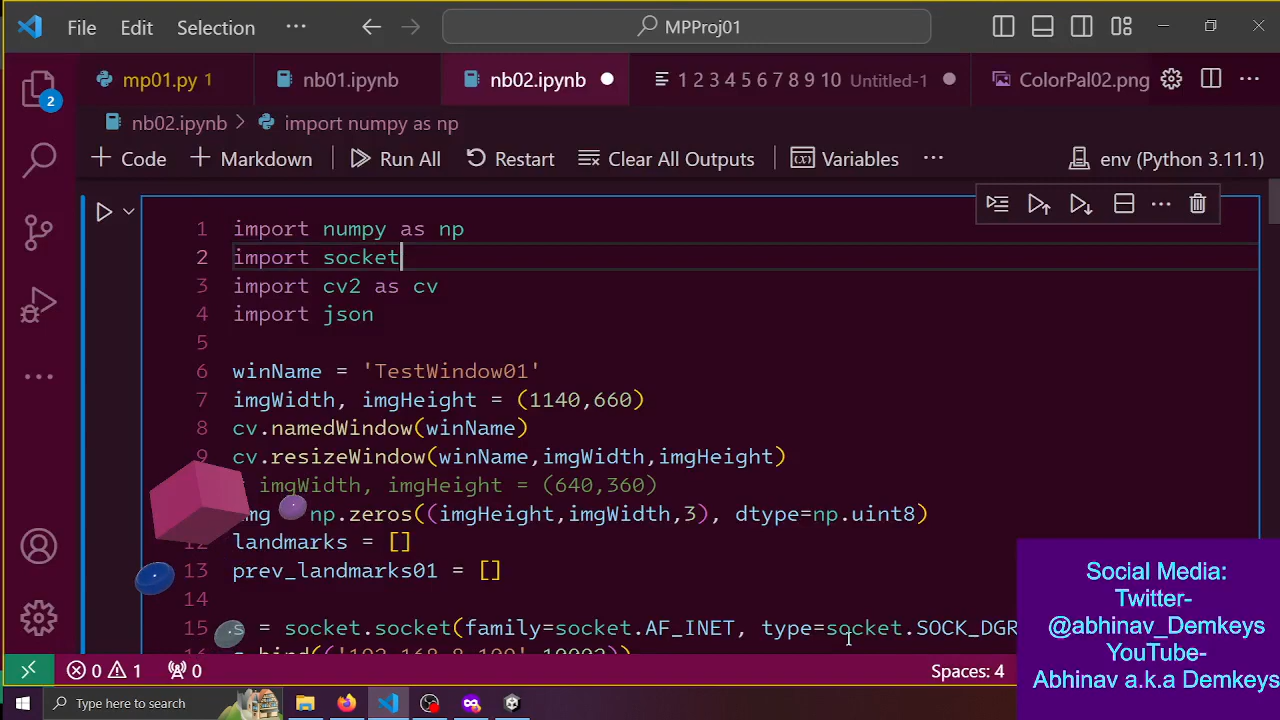 File Edit Selection ··· MPProj01
mp01.py 1 nb01.ipynb nb02.ipynb 1 2 3 4 5 6 7 8 9 10 Untitled-1 ColorPal02.png
nb02.ipynb > import numpy as np
+ Code + Markdown Run All Restart Clear All Outputs Variables ··· env (Python 3.11.1)
2
1 import numpy as np
2 import socket
3 import cv2 as cv
4 import json
5
6 winName = 'TestWindow01'
7 imgWidth, imgHeight = (1140,660)
8 cv.namedWindow(winName)
9 cv.resizeWindow(winName,imgWidth,imgHeight)
imgWidth, imgHeight = (640,360)
img np.zeros((imgHeight,imgWidth,3), dtype=np.uint8)
12 landmarks = []
13 prev_landmarks01 = []
14
15 s = socket.socket(family=socket.AF_INET, type=socket.SOCK_DGR
Social Media:
Twitter-
@abhinav_Demkeys
YouTube-
Abhinav a.k.a Demkeys
0 1 0 Spaces: 4
Type here to search